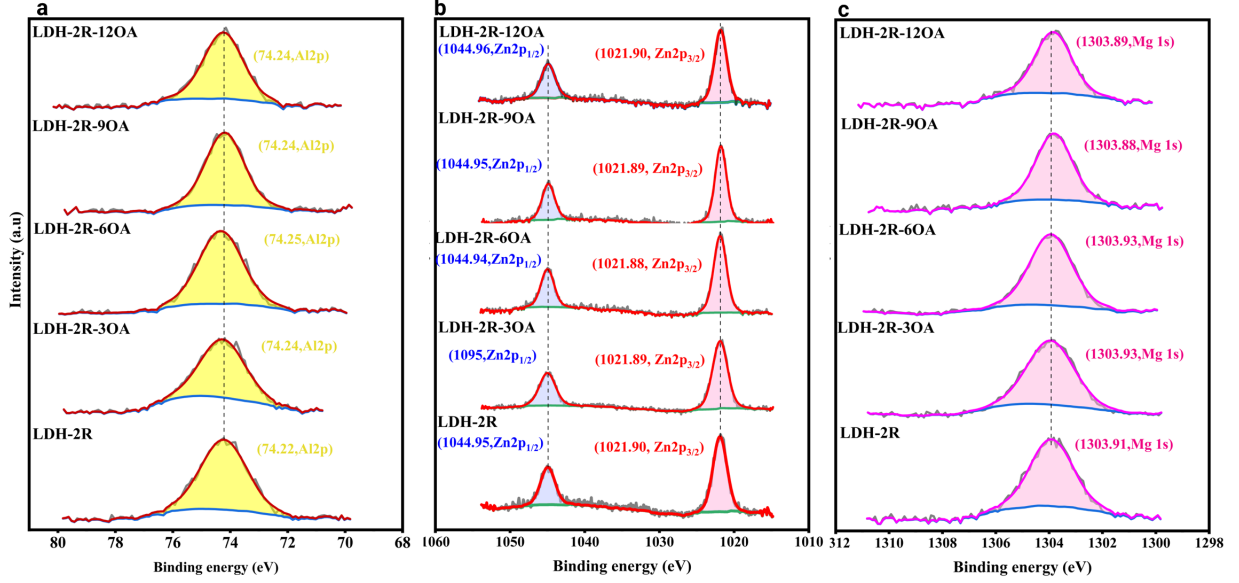 a
LDH-2R-12OA
(74.24,Al2p)
LDH-2R-9OA
(74.24,Al2p)
LDH-2R-6OA
(74.25,Al2p)
LDH-2R-3OA
(74.24,Al2p)
LDH-2R
(74.22,Al2p)
Intensity (a.u)
80 78 76 74 72 70 68
Binding energy (eV)
b
LDH-2R-12OA
(1044.96,Zn2p1/2)
(1021.90, Zn2p3/2)
LDH-2R-9OA
(1044.95,Zn2p1/2)
(1021.89, Zn2p3/2)
LDH-2R-6OA
(1044.94,Zn2p1/2)
(1021.88, Zn2p3/2)
LDH-2R-3OA
(1095,Zn2p1/2)
(1021.89, Zn2p3/2)
LDH-2R
(1044.95,Zn2p1/2)
(1021.90, Zn2p3/2)
1060 1050 1040 1030 1020 1010
Binding energy (eV)
c
LDH-2R-12OA
(1303.89,Mg 1s)
LDH-2R-9OA
(1303.88,Mg 1s)
LDH-2R-6OA
(1303.93,Mg 1s)
LDH-2R-3OA
(1303.93,Mg 1s)
LDH-2R
(1303.91,Mg 1s)
312 1310 1308 1306 1304 1302 1300 1298
Binding energy (eV)